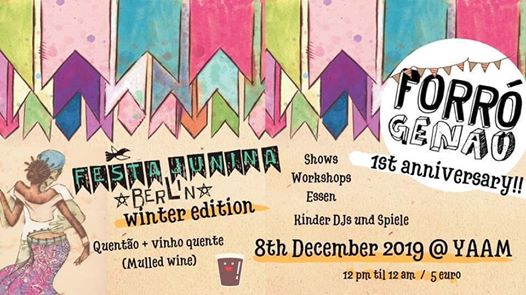 FORRÓ
GENAO
1st anniversary!!
FESTA JUNINA
BERLIN
winter edition
Quentão + vinho quente
(Mulled wine)
Shows
Workshops
Essen
Kinder DJs und Spiele
8th December 2019 @ YAAM
12 pm til 12 am / 5 euro